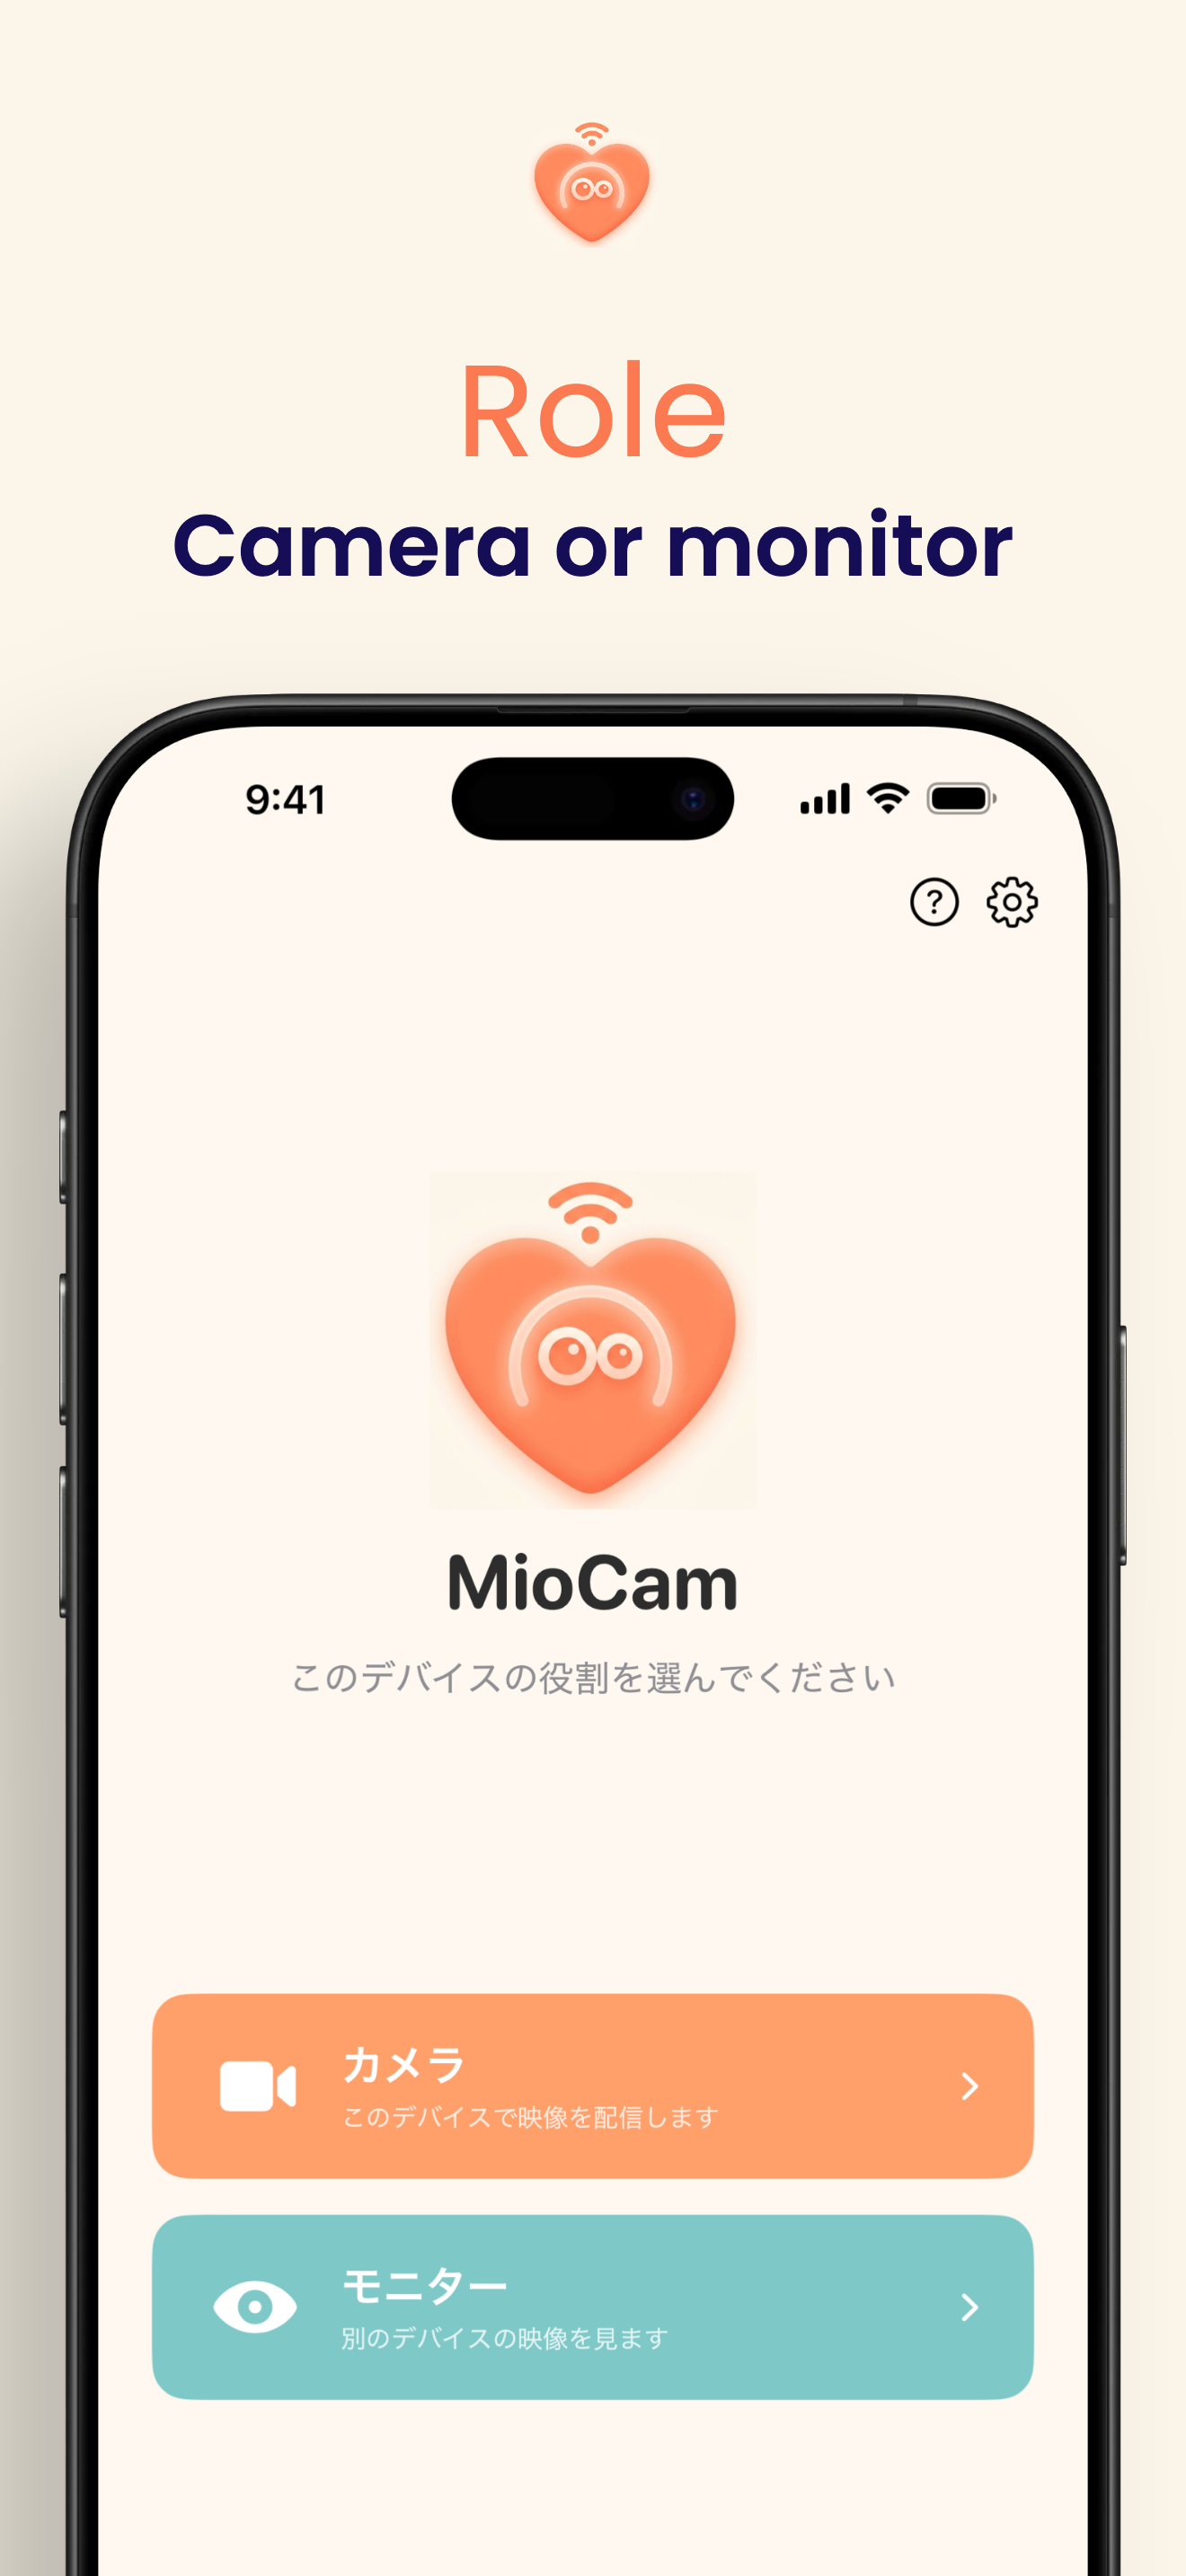 Role
Camera or monitor
9:41
?
MioCam
このデバイスの役割を選んでください
カメラ
このデバイスで映像を配信します
モニター
別のデバイスの映像を見ます